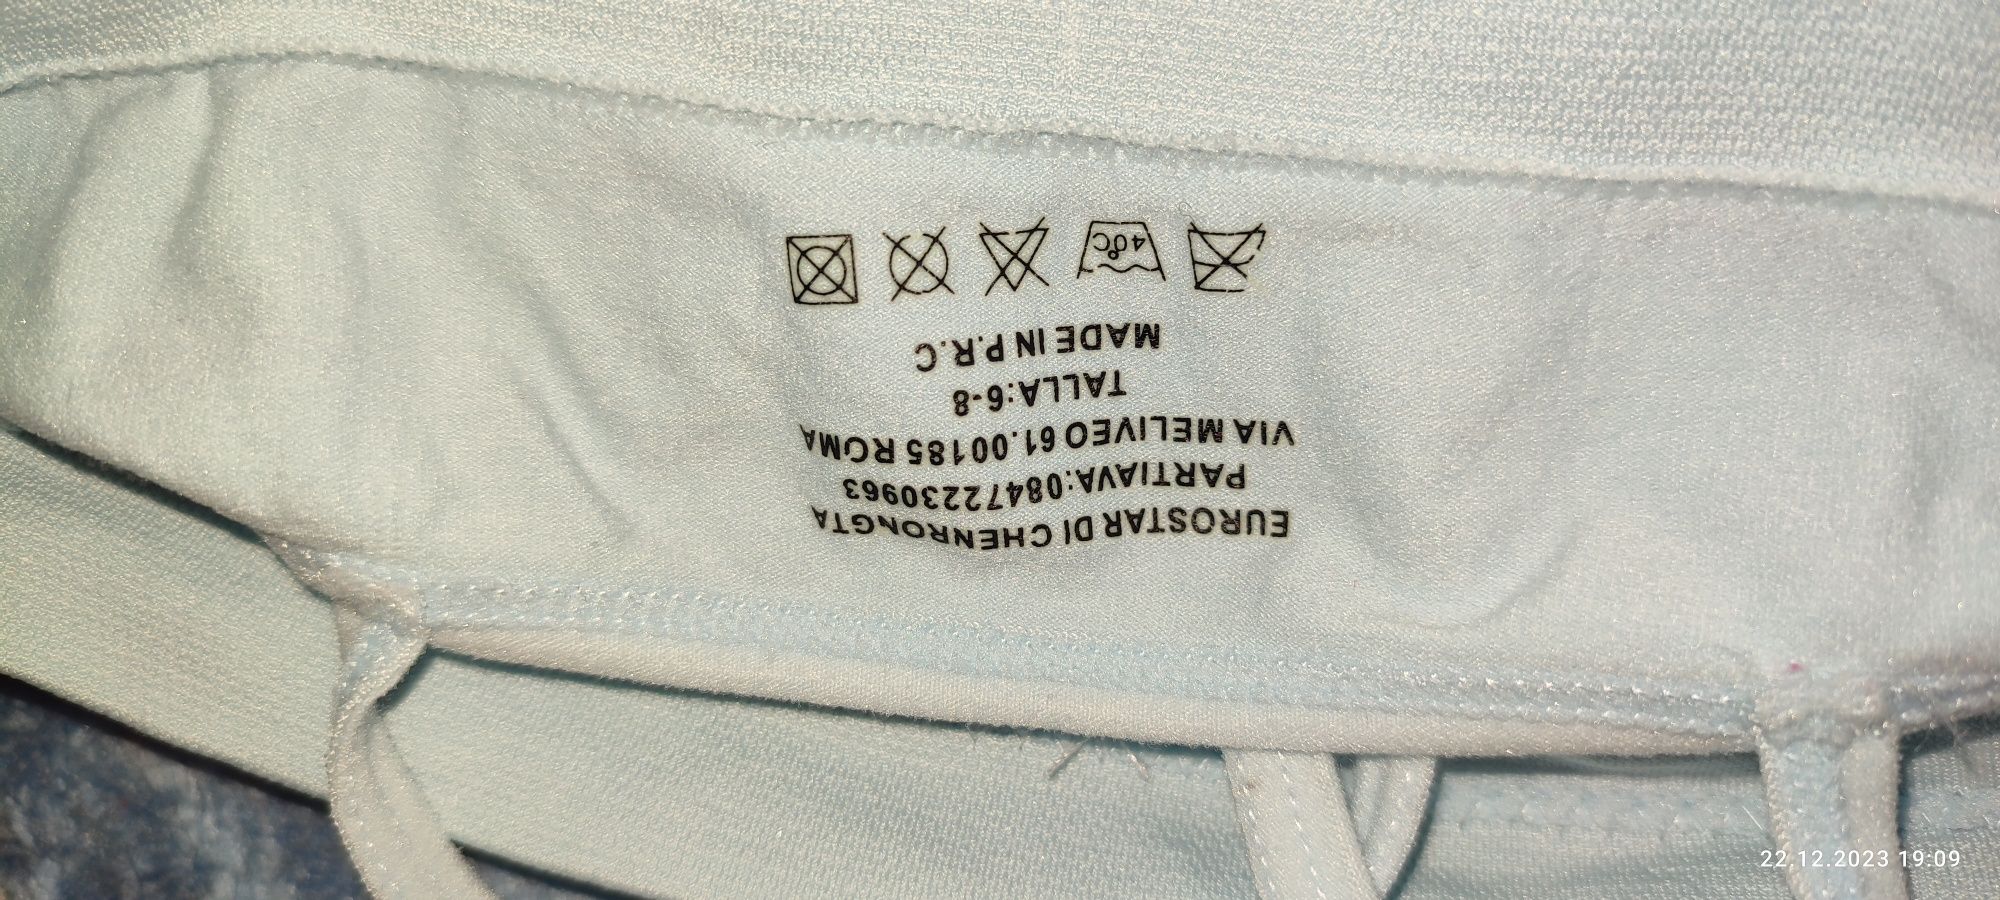 EUROSTAR DI CHENRONGTA
PARTIAVA:08472230963
VIA MELIVEO 61.00185 ROMA
TALLA:6-8
MADE IN P.R.C
40°C
22.12.2023 19:09